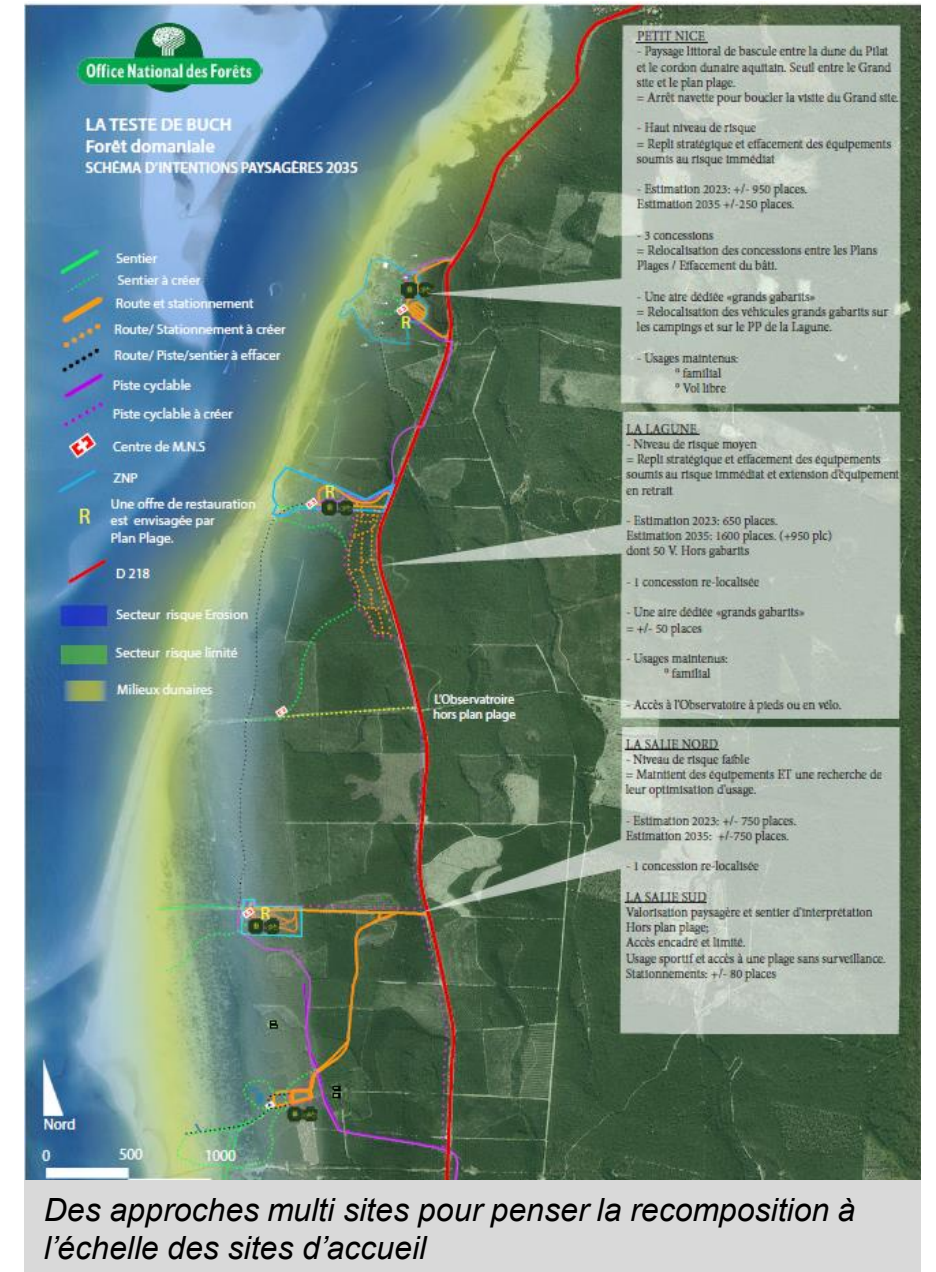 Office National des Forêts
LA TESTE DE BUCH
Forêt domaniale
SCHÉMA D'INTENTIONS PAYSAGÈRES 2035
Sentier
Sentier à créer
Route et stationnement
Route/ Stationnement à créer
Route/ Piste/sentier à effacer
Piste cyclable
Piste cyclable à créer
Centre de M.N.S
ZNP
R
Une offre de restauration
est envisagée par
Plan Plage.
D 218
Secteur risque Erosion
Secteur risque limité
Milieux dunaires
PETIT NICE
- Paysage littoral de bascule entre la dune du Pilat
et le cordon dunaire aquitain. Seuil entre le Grand
site et le plan plage.
= Arrêt navette pour boucler la visite du Grand site.
- Haut niveau de risque
= Repli stratégique et effacement des équipements
soumis au risque immédiat
- Estimation 2023: +/- 950 places.
Estimation 2035 +/-250 places.
- 3 concessions
= Relocalisation des concessions entre les Plans
Plages / Effacement du bâti.
- Une aire dédiée «grands gabarits»
= Relocalisation des véhicules grands gabarits sur
les campings et sur le PP de la Lagune.
- Usages maintenus:
º familial
º Vol libre
LA LAGUNE
- Niveau de risque moyen
= Repli stratégique et effacement des équipements
soumis au risque immédiat et extension d'équipement
en retrait
- Estimation 2023: 650 places.
Estimation 2035: 1600 places. (+950 plc)
dont 50 V. Hors gabarits
- 1 concession re-localisée
- Une aire dédiée «grands gabarits»
= +/- 50 places
- Usages maintenus:
º familial
- Accès à l'Observatoire à pieds ou en vélo.
LA SALIE NORD
- Niveau de risque faible
= Maintient des équipements ET une recherche de
leur optimisation d'usage.
- Estimation 2023: +/- 750 places.
Estimation 2035: +/-750 places.
- 1 concession re-localisée
LA SALIE SUD
Valorisation paysagère et sentier d'interprétation
Hors plan plage;
Accès encadré et limité.
Usage sportif et accès à une plage sans surveillance.
Stationnements: +/- 80 places
R
R
L'Observatroire
hors plan plage
R
Nord
0 500 1000
Des approches multi sites pour penser la recomposition à
l'échelle des sites d'accueil